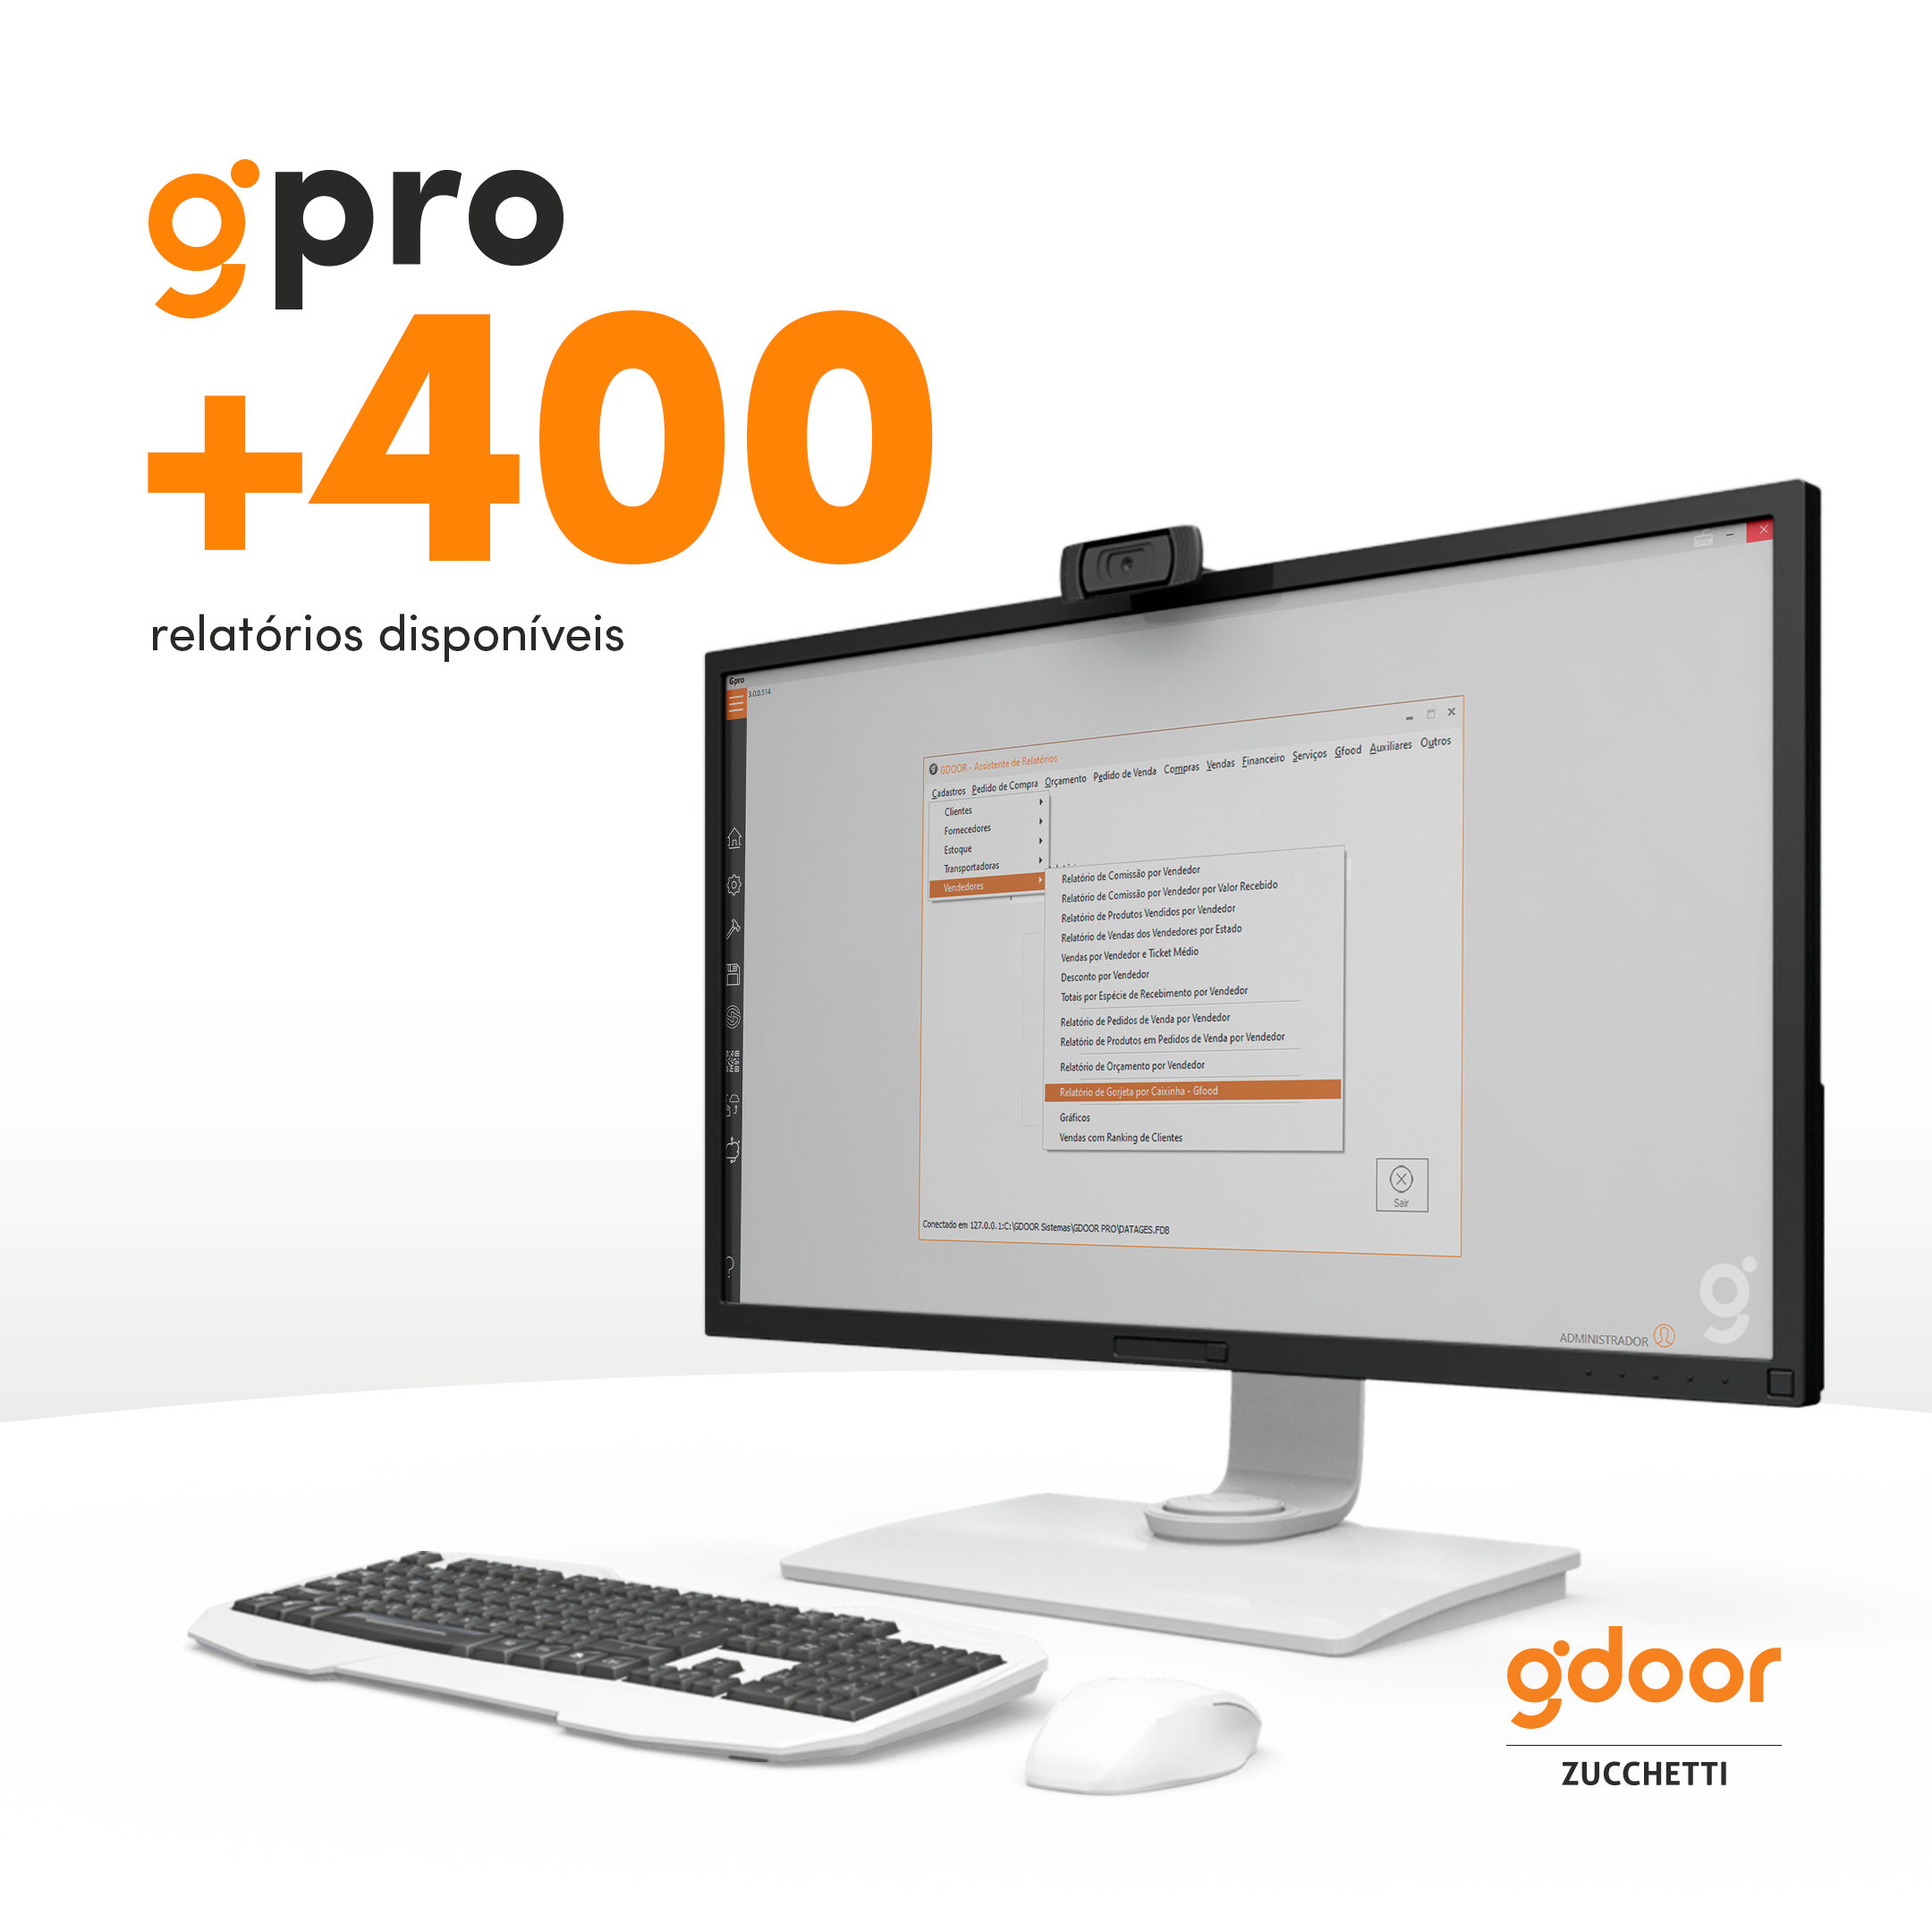 gpro
+400
relatórios disponíveis
Gpro
3.0.0.514
GDOOR - Assistente de Relatórios
Cadastros Pedido de Compra Orçamento Pedido de Venda Compras Vendas Financeiro Serviços Gfood Auxiliares Outros
Clientes
Fornecedores
Estoque
Transportadoras
Vendedores
Relatório de Comissão por Vendedor
Relatório de Comissão por Vendedor por Valor Recebido
Relatório de Produtos Vendidos por Vendedor
Relatório de Vendas dos Vendedores por Estado
Vendas por Vendedor e Ticket Médio
Desconto por Vendedor
Totais por Espécie de Recebimento por Vendedor
Relatório de Pedidos de Venda por Vendedor
Relatório de Produtos em Pedidos de Venda por Vendedor
Relatório de Orçamento por Vendedor
Relatório de Gorjeta por Caixinha - Gfood
Gráficos
Vendas com Ranking de Clientes
Sair
Conectado em 127.0.0.1:C:\GDOOR Sistemas\GDOOR PRO\DATAGES.FDB
g
ADMINISTRADOR
gdoor
ZUCCHETTI